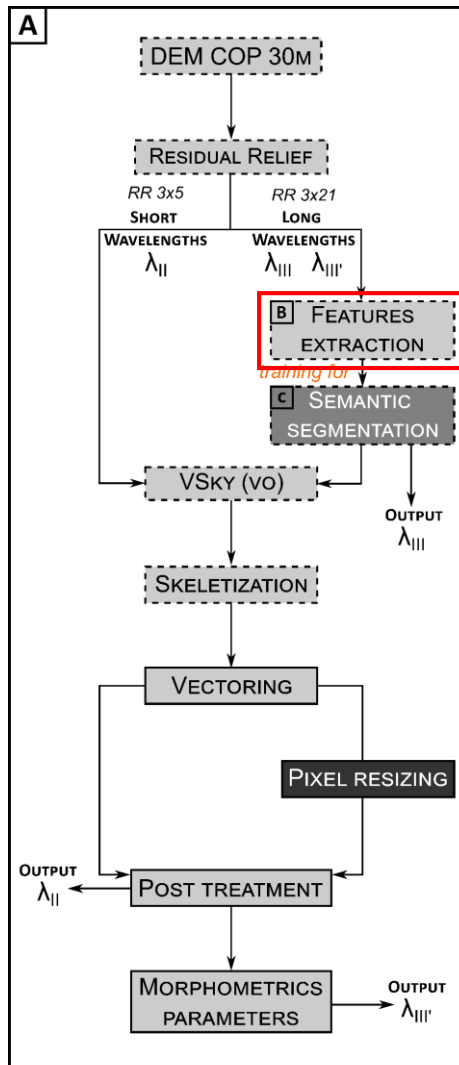 A
DEM COP 30M
RESIDUAL RELIEF
RR 3x5
RR 3x21
SHORT
LONG
WAVELENGTHS
WAVELENGTHS
λII
λIII λIII'
B
FEATURES
EXTRACTION
training for
C
SEMANTIC
SEGMENTATION
VSKY (VO)
OUTPUT
λIII
SKELETIZATION
VECTORING
PIXEL RESIZING
OUTPUT
λII
POST TREATMENT
MORPHOMETRICS
PARAMETERS
OUTPUT
λIII'